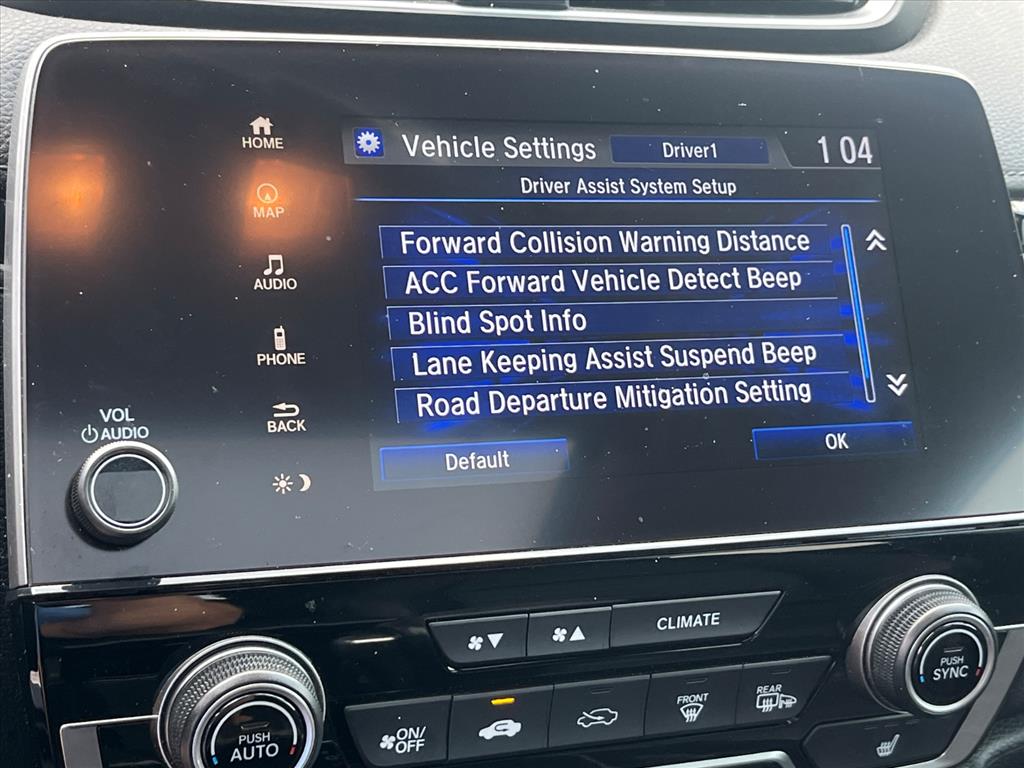 HOME
MAP
AUDIO
PHONE
BACK
VOL
AUDIO
Vehicle Settings
Driver1
1 04
Driver Assist System Setup
Forward Collision Warning Distance
ACC Forward Vehicle Detect Beep
Blind Spot Info
Lane Keeping Assist Suspend Beep
Road Departure Mitigation Setting
Default
OK
CLIMATE
PUSH
AUTO
ON/
OFF
FRONT
REAR
PUSH
SYNC